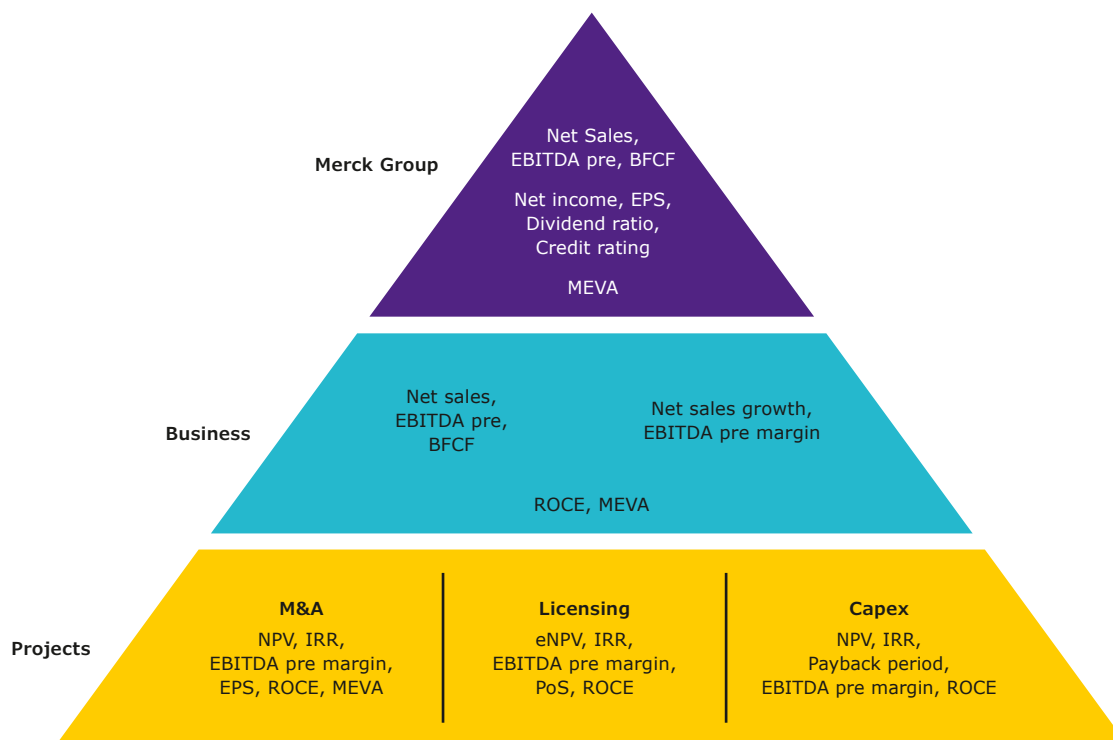 Merck Group
Net Sales,
EBITDA pre, BFCF
Net income, EPS,
Dividend ratio,
Credit rating
MEVA
Business
Net sales,
EBITDA pre,
BFCF
Net sales growth,
EBITDA pre margin
ROCE, MEVA
Projects
M&A
NPV, IRR,
EBITDA pre margin,
EPS, ROCE, MEVA
Licensing
eNPV, IRR,
EBITDA pre margin,
PoS, ROCE
Capex
NPV, IRR,
Payback period,
EBITDA pre margin, ROCE